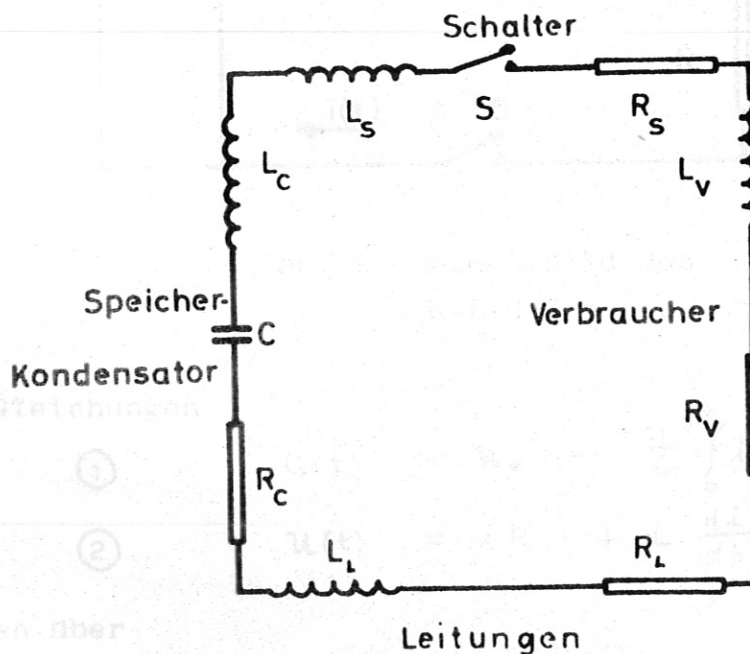 Schalter
L_S S R_S
L_C L_V
Speicher-
C
Verbraucher
Kondensator
R_V
R_C
L_L R_L
Leitungen